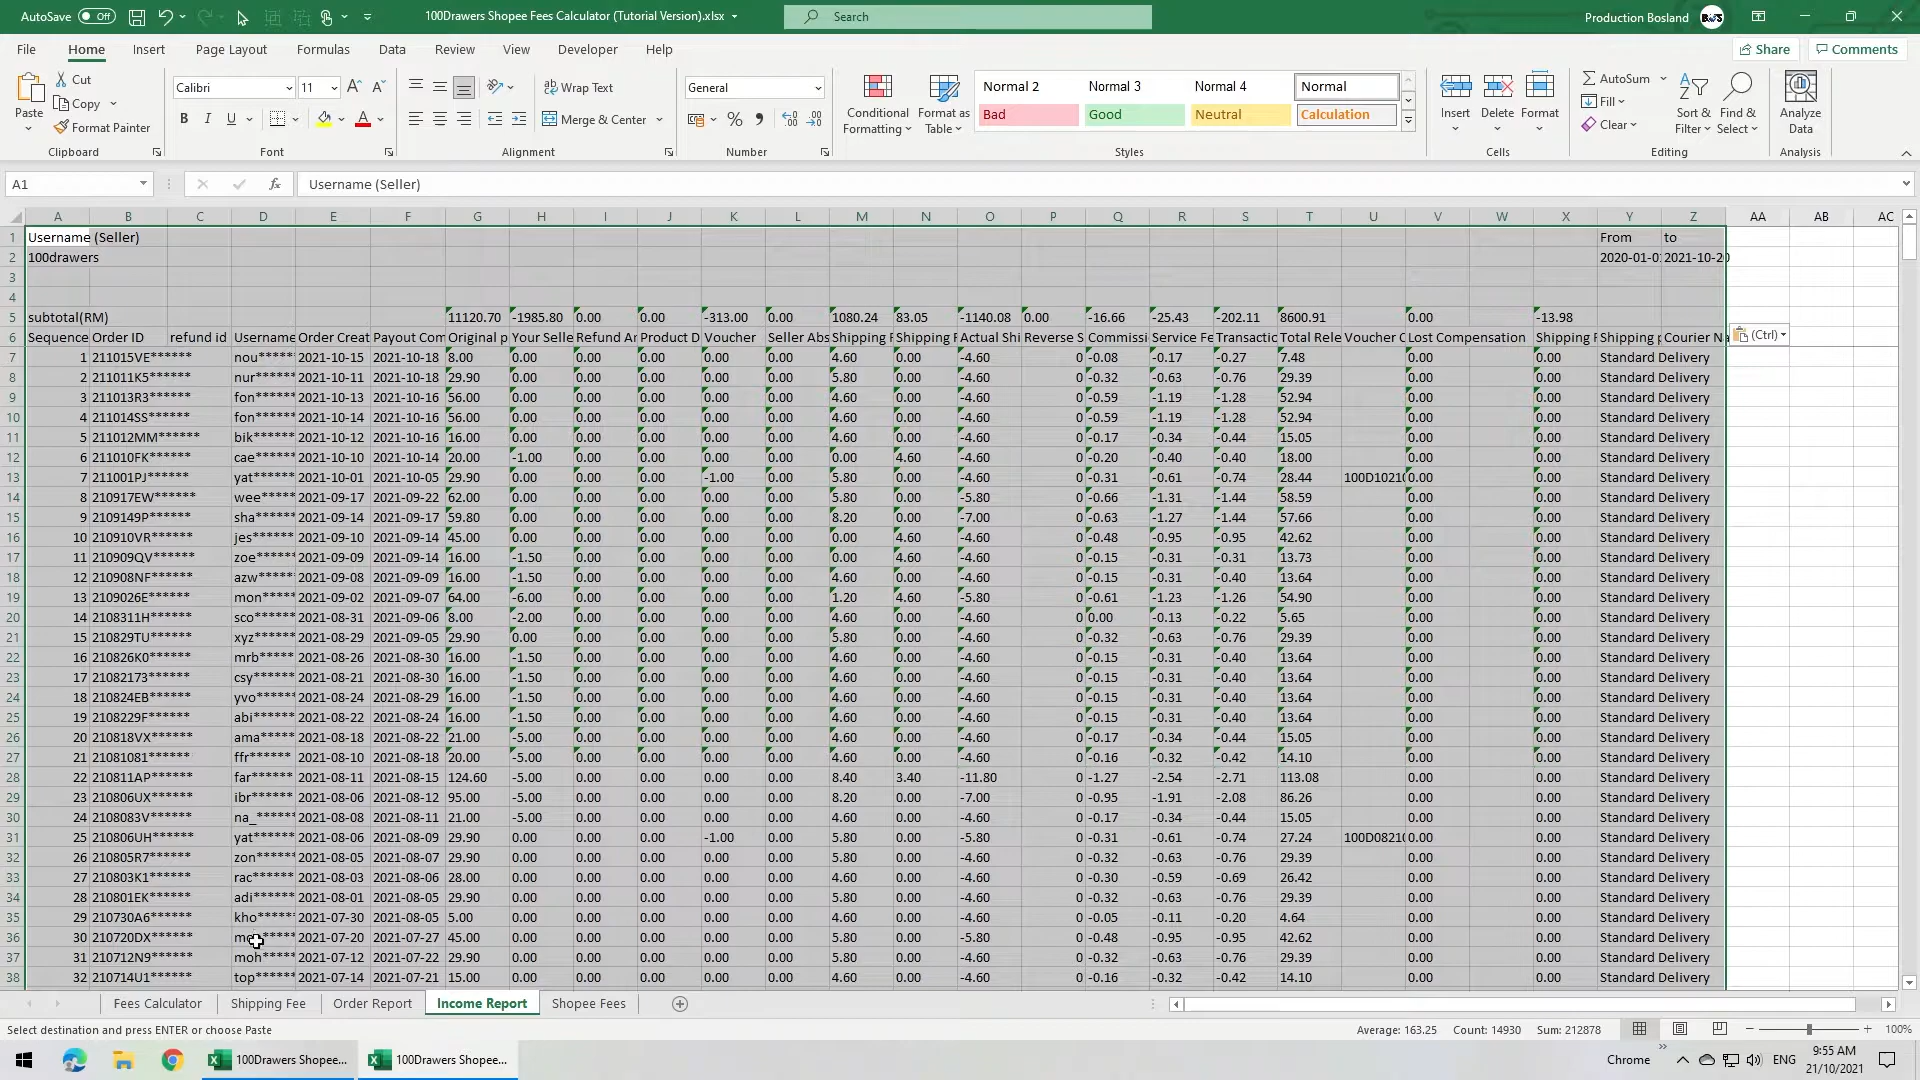 AutoSave Off 100Drawers Shopee Fees Calculator (Tutorial Version).xlsx Search Production Bosland
File Home Insert Page Layout Formulas Data Review View Developer Help Share Comments
Paste Cut Copy Format Painter Calibri 11 Wrap Text Merge & Center General Conditional Formatting Format as Table Normal 2 Normal 3 Normal 4 Normal Bad Good Neutral Calculation Insert Delete Format AutoSum Fill Clear Sort & Filter Find & Select Analyze Data
Clipboard Font Alignment Number Styles Cells Editing Analysis
A1 fx Username (Seller)
A B C D E F G H I J K L M N O P Q R S T U V W X Y Z AA AB AC
1 Username (Seller) From to
2 100drawers 2020-01-0 2021-10-20
3
4
5 subtotal(RM) 11120.70 -1985.80 0.00 0.00 -313.00 0.00 1080.24 83.05 -1140.08 0.00 -16.66 -25.43 -202.11 8600.91 0.00 -13.98
6 Sequence Order ID refund id Username Order Creat Payout Com Original p Your Selle Refund Ar Product D Voucher Seller Abs Shipping F Shipping F Actual Shi Reverse S Commissi Service Fe Transactic Total Rele Voucher C Lost Compensation Shipping F Shipping p Courier Na (Ctrl)
7 1 211015VE****** nou****** 2021-10-15 2021-10-18 8.00 0.00 0.00 0.00 0.00 0.00 4.60 0.00 -4.60 0 -0.08 -0.17 -0.27 7.48 0.00 0.00 Standard Delivery
8 2 211011K5****** nur****** 2021-10-11 2021-10-18 29.90 0.00 0.00 0.00 0.00 0.00 5.80 0.00 -4.60 0 -0.32 -0.63 -0.76 29.39 0.00 0.00 Standard Delivery
9 3 211013R3****** fon****** 2021-10-13 2021-10-16 56.00 0.00 0.00 0.00 0.00 0.00 4.60 0.00 -4.60 0 -0.59 -1.19 -1.28 52.94 0.00 0.00 Standard Delivery
10 4 211014SS****** fon****** 2021-10-14 2021-10-16 56.00 0.00 0.00 0.00 0.00 0.00 4.60 0.00 -4.60 0 -0.59 -1.19 -1.28 52.94 0.00 0.00 Standard Delivery
11 5 211012MM****** bik****** 2021-10-12 2021-10-16 16.00 0.00 0.00 0.00 0.00 0.00 4.60 0.00 -4.60 0 -0.17 -0.34 -0.44 15.05 0.00 0.00 Standard Delivery
12 6 211010FK****** cae****** 2021-10-10 2021-10-14 20.00 -1.00 0.00 0.00 0.00 0.00 0.00 4.60 -4.60 0 -0.20 -0.40 -0.40 18.00 0.00 0.00 Standard Delivery
13 7 211001PJ****** yat****** 2021-10-01 2021-10-05 29.90 0.00 0.00 0.00 -1.00 0.00 5.80 0.00 -4.60 0 -0.31 -0.61 -0.74 28.44 100D1021 0.00 0.00 Standard Delivery
14 8 210917EW****** wee****** 2021-09-17 2021-09-22 62.00 0.00 0.00 0.00 0.00 0.00 5.80 0.00 -5.80 0 -0.66 -1.31 -1.44 58.59 0.00 0.00 Standard Delivery
15 9 2109149P****** sha****** 2021-09-14 2021-09-17 59.80 0.00 0.00 0.00 0.00 0.00 8.20 0.00 -7.00 0 -0.63 -1.27 -1.44 57.66 0.00 0.00 Standard Delivery
16 10 210910VR****** jes****** 2021-09-10 2021-09-14 45.00 0.00 0.00 0.00 0.00 0.00 0.00 4.60 -4.60 0 -0.48 -0.95 -0.95 42.62 0.00 0.00 Standard Delivery
17 11 210909QV****** zoe****** 2021-09-09 2021-09-14 16.00 -1.50 0.00 0.00 0.00 0.00 0.00 4.60 -4.60 0 -0.15 -0.31 -0.31 13.73 0.00 0.00 Standard Delivery
18 12 210908NF****** azw****** 2021-09-08 2021-09-09 16.00 -1.50 0.00 0.00 0.00 0.00 4.60 0.00 -4.60 0 -0.15 -0.31 -0.40 13.64 0.00 0.00 Standard Delivery
19 13 2109026E****** mon****** 2021-09-02 2021-09-07 64.00 -6.00 0.00 0.00 0.00 0.00 1.20 4.60 -5.80 0 -0.61 -1.23 -1.26 54.90 0.00 0.00 Standard Delivery
20 14 2108311H****** sco****** 2021-08-31 2021-09-06 8.00 -2.00 0.00 0.00 0.00 0.00 4.60 0.00 -4.60 0 0.00 -0.13 -0.22 5.65 0.00 0.00 Standard Delivery
21 15 210829TU****** xyz****** 2021-08-29 2021-09-05 29.90 0.00 0.00 0.00 0.00 0.00 5.80 0.00 -4.60 0 -0.32 -0.63 -0.76 29.39 0.00 0.00 Standard Delivery
22 16 210826K0****** mrb***** 2021-08-26 2021-08-30 16.00 -1.50 0.00 0.00 0.00 0.00 4.60 0.00 -4.60 0 -0.15 -0.31 -0.40 13.64 0.00 0.00 Standard Delivery
23 17 21082173****** csy****** 2021-08-21 2021-08-30 16.00 -1.50 0.00 0.00 0.00 0.00 4.60 0.00 -4.60 0 -0.15 -0.31 -0.40 13.64 0.00 0.00 Standard Delivery
24 18 210824EB****** yvo****** 2021-08-24 2021-08-29 16.00 -1.50 0.00 0.00 0.00 0.00 4.60 0.00 -4.60 0 -0.15 -0.31 -0.40 13.64 0.00 0.00 Standard Delivery
25 19 2108229F****** abi****** 2021-08-22 2021-08-24 16.00 -1.50 0.00 0.00 0.00 0.00 4.60 0.00 -4.60 0 -0.15 -0.31 -0.40 13.64 0.00 0.00 Standard Delivery
26 20 210818VX****** ama***** 2021-08-18 2021-08-22 21.00 -5.00 0.00 0.00 0.00 0.00 4.60 0.00 -4.60 0 -0.17 -0.34 -0.44 15.05 0.00 0.00 Standard Delivery
27 21 21081081****** ffr****** 2021-08-10 2021-08-18 20.00 -5.00 0.00 0.00 0.00 0.00 4.60 0.00 -4.60 0 -0.16 -0.32 -0.42 14.10 0.00 0.00 Standard Delivery
28 22 210811AP****** far****** 2021-08-11 2021-08-15 124.60 -5.00 0.00 0.00 0.00 0.00 8.40 3.40 -11.80 0 -1.27 -2.54 -2.71 113.08 0.00 0.00 Standard Delivery
29 23 210806UX****** ibr****** 2021-08-06 2021-08-12 95.00 -5.00 0.00 0.00 0.00 0.00 8.20 0.00 -7.00 0 -0.95 -1.91 -2.08 86.26 0.00 0.00 Standard Delivery
30 24 2108083V****** na_****** 2021-08-08 2021-08-11 21.00 -5.00 0.00 0.00 0.00 0.00 4.60 0.00 -4.60 0 -0.17 -0.34 -0.44 15.05 0.00 0.00 Standard Delivery
31 25 210806UH****** yat****** 2021-08-06 2021-08-09 29.90 0.00 0.00 0.00 -1.00 0.00 5.80 0.00 -5.80 0 -0.31 -0.61 -0.74 27.24 100D0821 0.00 0.00 Standard Delivery
32 26 210805R7****** zon****** 2021-08-05 2021-08-07 29.90 0.00 0.00 0.00 0.00 0.00 5.80 0.00 -4.60 0 -0.32 -0.63 -0.76 29.39 0.00 0.00 Standard Delivery
33 27 210803K1****** rac****** 2021-08-03 2021-08-06 28.00 0.00 0.00 0.00 0.00 0.00 4.60 0.00 -4.60 0 -0.30 -0.59 -0.69 26.42 0.00 0.00 Standard Delivery
34 28 210801EK****** adi****** 2021-08-01 2021-08-05 29.90 0.00 0.00 0.00 0.00 0.00 5.80 0.00 -4.60 0 -0.32 -0.63 -0.76 29.39 0.00 0.00 Standard Delivery
35 29 210730A6****** kho****** 2021-07-30 2021-08-05 5.00 0.00 0.00 0.00 0.00 0.00 4.60 0.00 -4.60 0 -0.05 -0.11 -0.20 4.64 0.00 0.00 Standard Delivery
36 30 210720DX****** 2021-07-20 2021-07-27 45.00 0.00 0.00 0.00 0.00 0.00 5.80 0.00 -5.80 0 -0.48 -0.95 -0.95 42.62 0.00 0.00 Standard Delivery
37 31 210712N9****** moh****** 2021-07-12 2021-07-22 29.90 0.00 0.00 0.00 0.00 0.00 5.80 0.00 -4.60 0 -0.32 -0.63 -0.76 29.39 0.00 0.00 Standard Delivery
38 32 210714U1****** top****** 2021-07-14 2021-07-21 15.00 0.00 0.00 0.00 0.00 0.00 4.60 0.00 -4.60 0 -0.16 -0.32 -0.42 14.10 0.00 0.00 Standard Delivery
Fees Calculator Shipping Fee Order Report Income Report Shopee Fees
Select destination and press ENTER or choose Paste Average: 163.25 Count: 14930 Sum: 212878 100%
100Drawers Shopee... 100Drawers Shopee... Chrome ENG 9:55 AM
21/10/2021